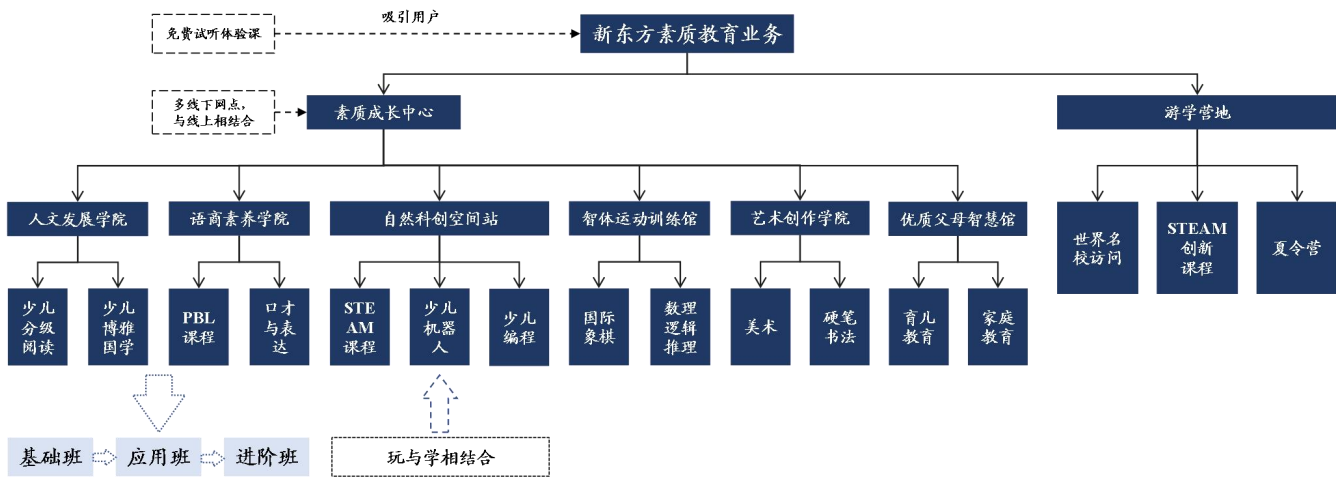 吸引用户
免费试听体验课
新东方素质教育业务
多线下网点，
与线上相结合
素质成长中心
游学营地
人文发展学院
语商素养学院
自然科创空间站
智体运动训练馆
艺术创作学院
优质父母智慧馆
世界名
校访问
STEAM
创新
课程
夏令营
少儿
分级
阅读
少儿
博雅
国学
PBL
课程
口才
与表
达
STE
AM
课程
少儿
机器
人
少儿
编程
国际
象棋
数理
逻辑
推理
美术
硬笔
书法
育儿
教育
家庭
教育
基础班
应用班
进阶班
玩与学相结合